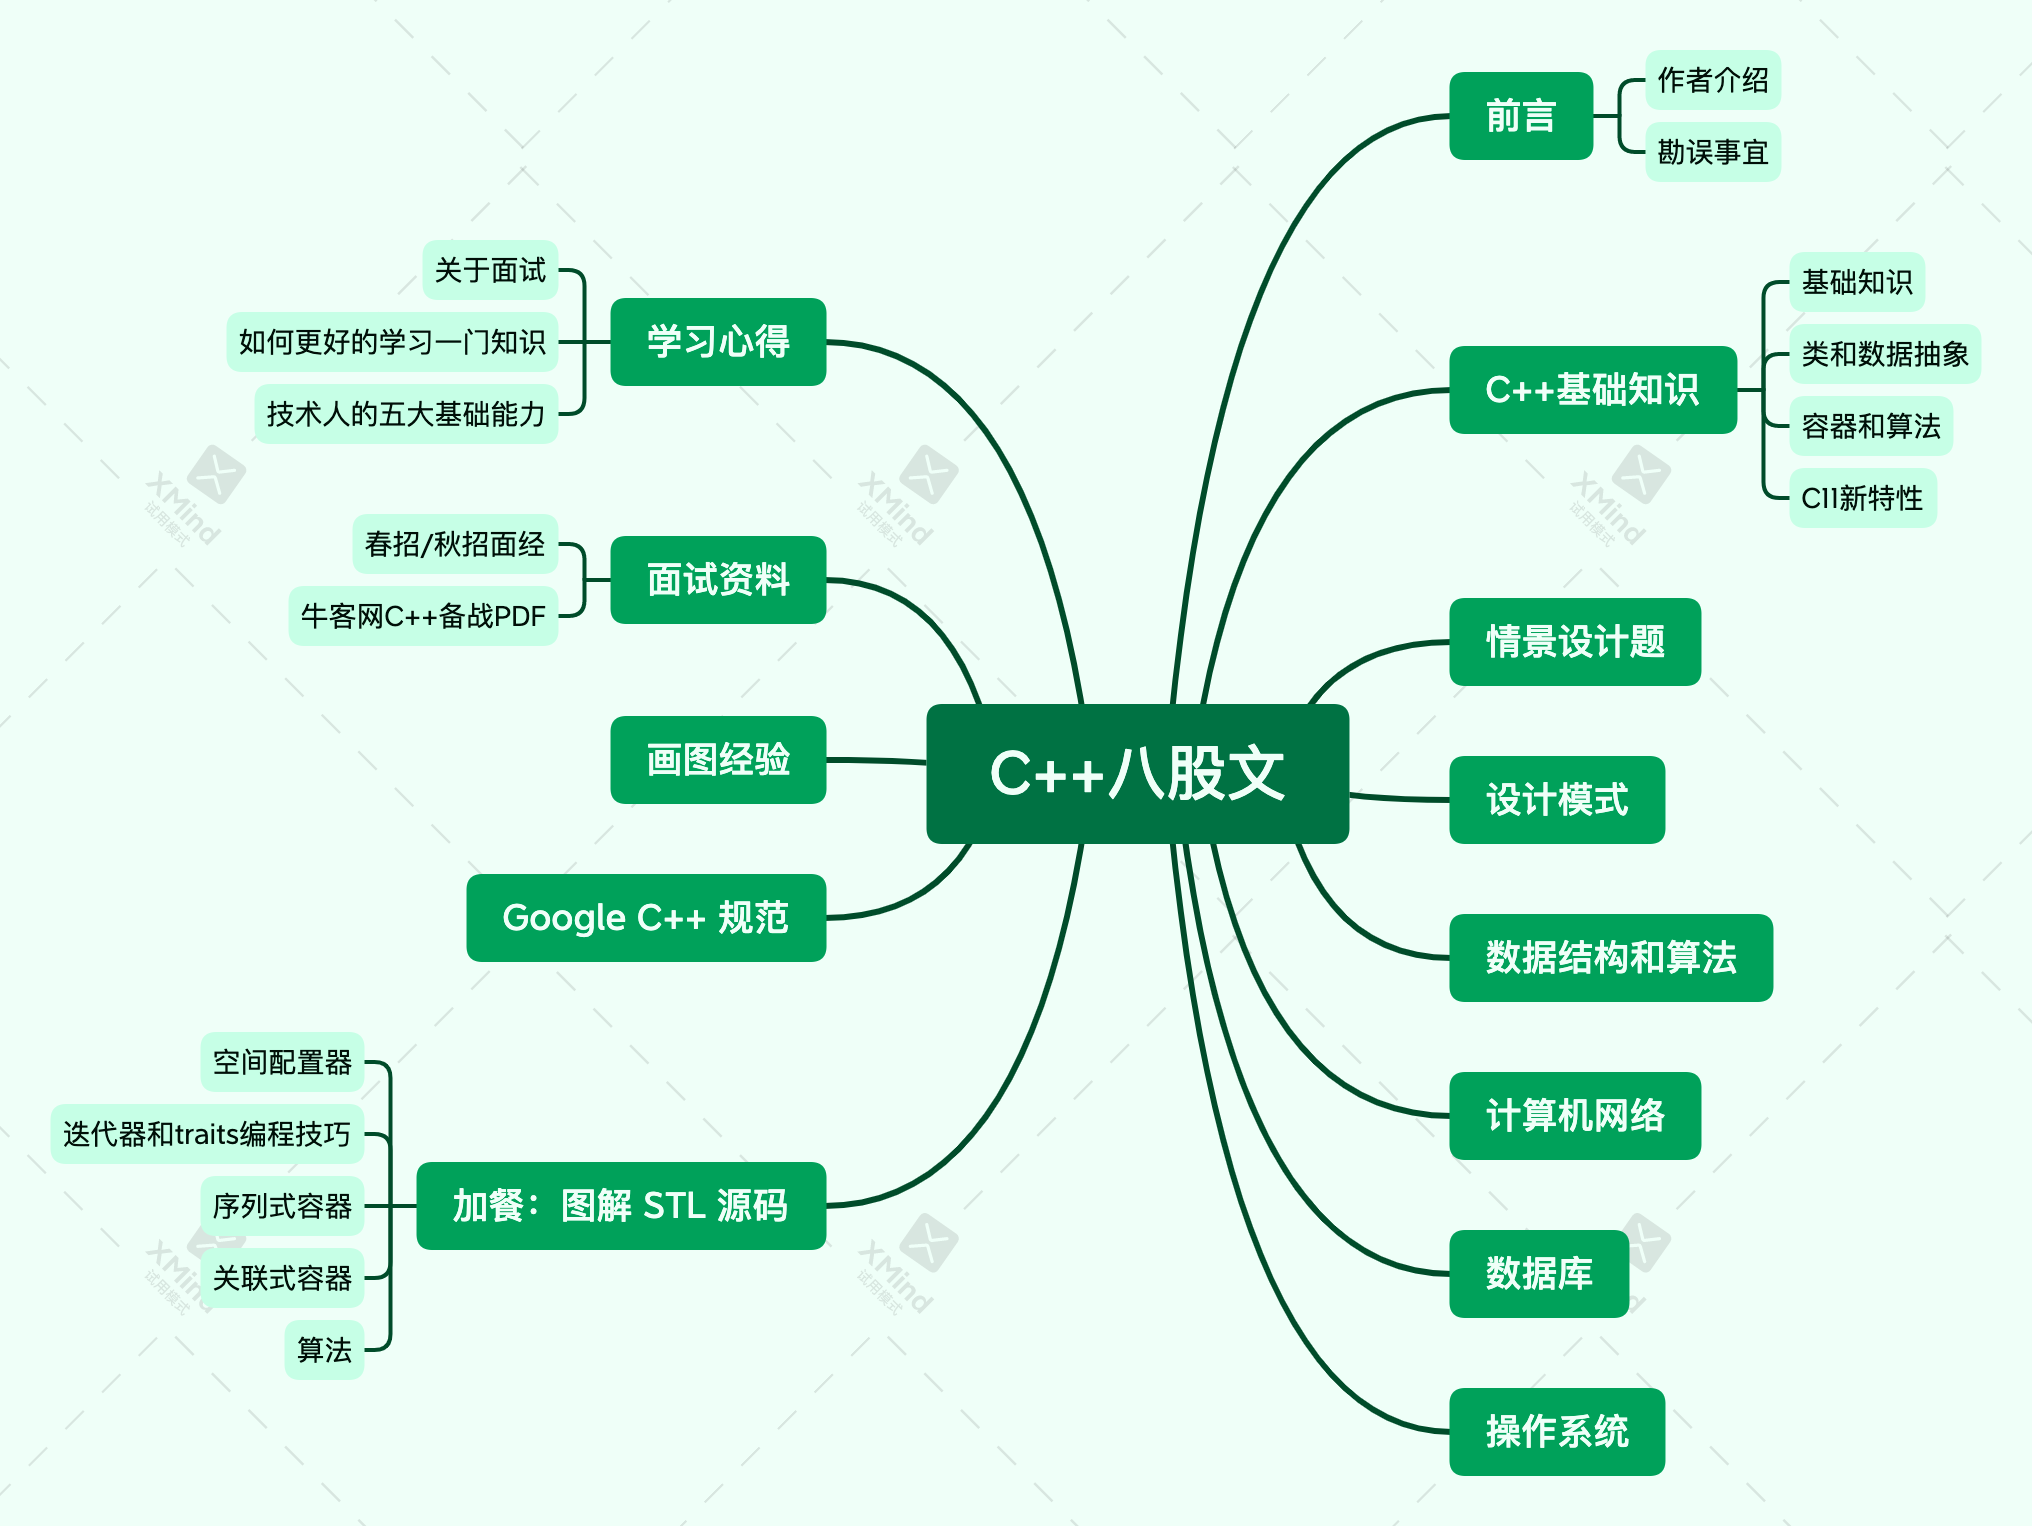 C++八股文
前言
作者介绍
勘误事宜
C++基础知识
基础知识
类和数据抽象
容器和算法
C11新特性
情景设计题
设计模式
数据结构和算法
计算机网络
数据库
操作系统
学习心得
关于面试
如何更好的学习一门知识
技术人的五大基础能力
面试资料
春招/秋招面经
牛客网C++备战PDF
画图经验
Google C++ 规范
加餐：图解 STL 源码
空间配置器
迭代器和traits编程技巧
序列式容器
关联式容器
算法
XMind
试用模式
XMind
试用模式
XMind
试用模式
XMind
试用模式
XMind
试用模式